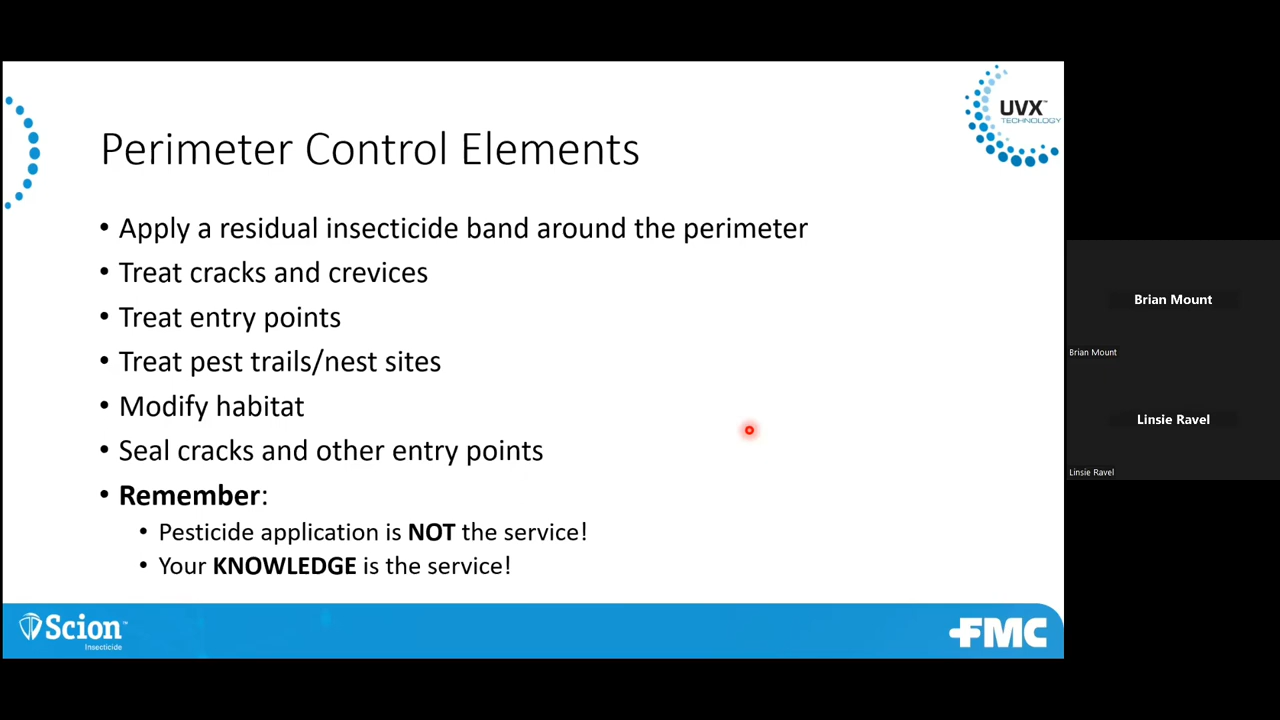 UVX™
TECHNOLOGY
Perimeter Control Elements
• Apply a residual insecticide band around the perimeter
• Treat cracks and crevices
• Treat entry points
• Treat pest trails/nest sites
• Modify habitat
• Seal cracks and other entry points
• Remember:
• Pesticide application is NOT the service!
• Your KNOWLEDGE is the service!
Scion™
Insecticide
FMC
Brian Mount
Brian Mount
Linsie Ravel
Linsie Ravel